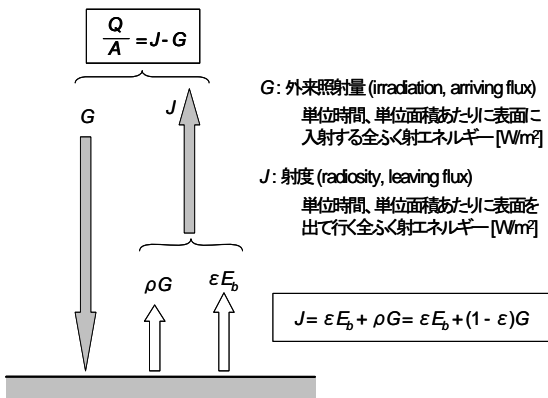 Q/A = J - G
G
J
G: 外来照射量 (irradiation, arriving flux)
単位時間、単位面積あたりに表面に
入射する全ふく射エネルギー [W/m²]
J: 射度 (radiosity, leaving flux)
単位時間、単位面積あたりに表面を
出て行く全ふく射エネルギー [W/m²]
ρG
εE_b
J = εE_b + ρG = εE_b + (1 - ε)G